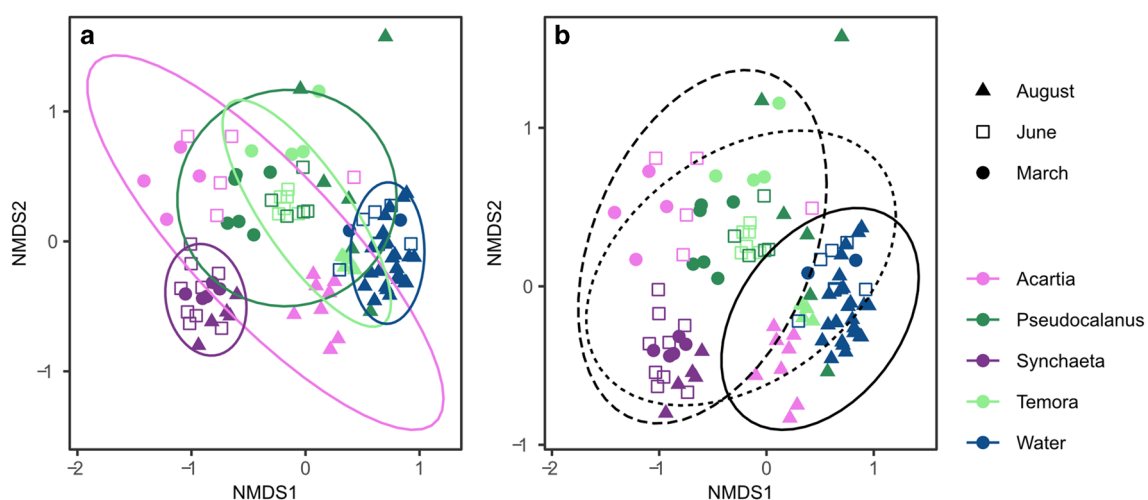 a
b
NMDS2
1
0
−1
−2
−1
0
1
NMDS1
NMDS2
1
0
−1
−2
−1
0
1
NMDS1
August
June
March
Acartia
Pseudocalanus
Synchaeta
Temora
Water